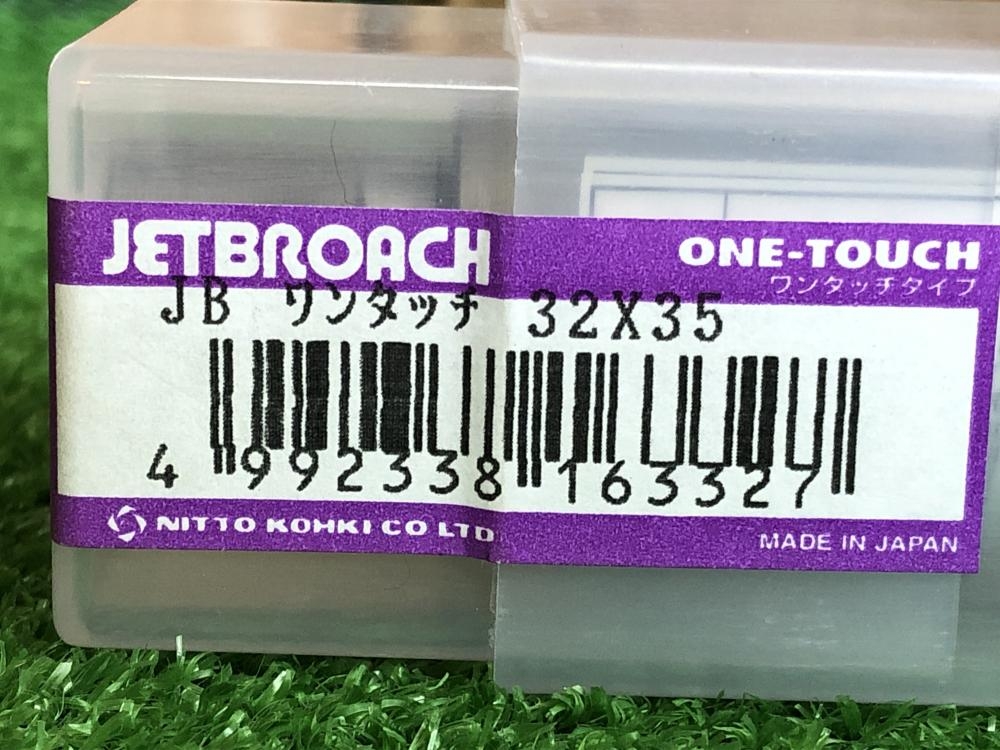 JETBROACH
ONE-TOUCH
ワンタッチタイプ
JB ワンタッチ 32X35
4 992338 163327
NITTO KOHKI CO LTD
MADE IN JAPAN